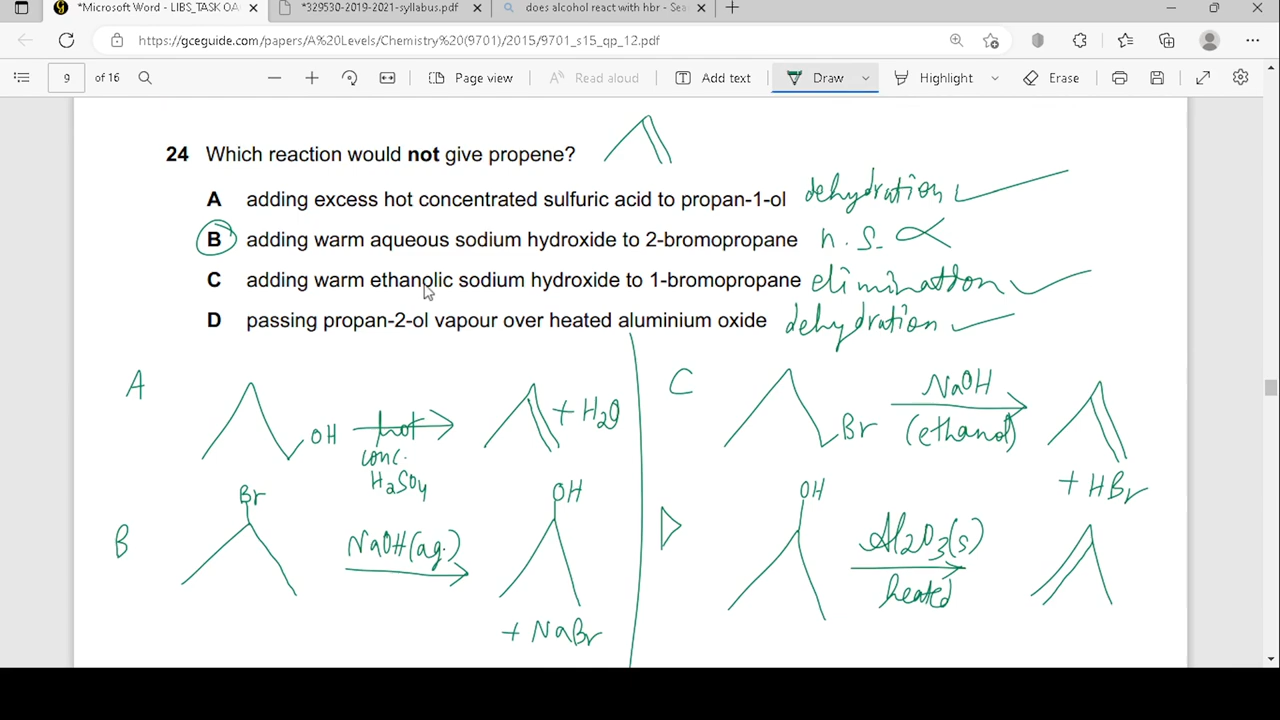 *Microsoft Word - LIBS_TASK OA
*329530-2019-2021-syllabus.pdf
does alcohol react with hbr - Sea
https://gceguide.com/papers/A%20Levels/Chemistry%20(9701)/2015/9701_s15_qp_12.pdf
9 of 16
Page view
Read aloud
Add text
Draw
Highlight
Erase
24 Which reaction would not give propene?
A adding excess hot concentrated sulfuric acid to propan-1-ol dehydration
B adding warm aqueous sodium hydroxide to 2-bromopropane n.s.
C adding warm ethanolic sodium hydroxide to 1-bromopropane elimination
D passing propan-2-ol vapour over heated aluminium oxide dehydration
A
OH
hot
conc.
H2SO4
+ H2O
B
Br
NaOH(aq.)
OH
+ NaBr
C
Br
NaOH
(ethanol)
+ HBr
D
OH
Al2O3(s)
heated